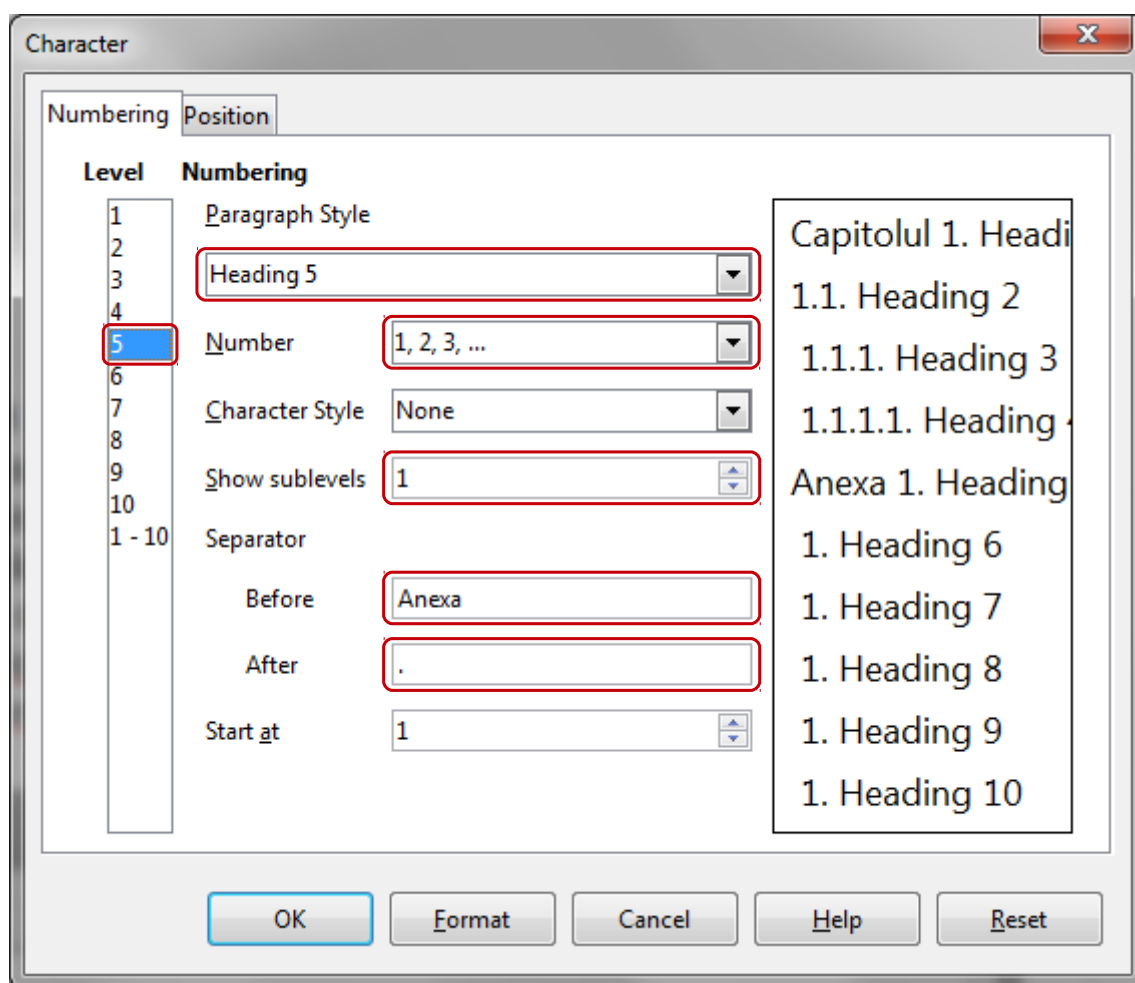 Character
Numbering Position
Level Numbering
1
2
3
4
5
6
7
8
9
10
1 - 10
Paragraph Style
Heading 5
Number 1, 2, 3, ...
Character Style None
Show sublevels 1
Separator
Before Anexa
After .
Start at 1
Capitolul 1. Headi
1.1. Heading 2
1.1.1. Heading 3
1.1.1.1. Heading
Anexa 1. Heading
1. Heading 6
1. Heading 7
1. Heading 8
1. Heading 9
1. Heading 10
OK Format Cancel Help Reset